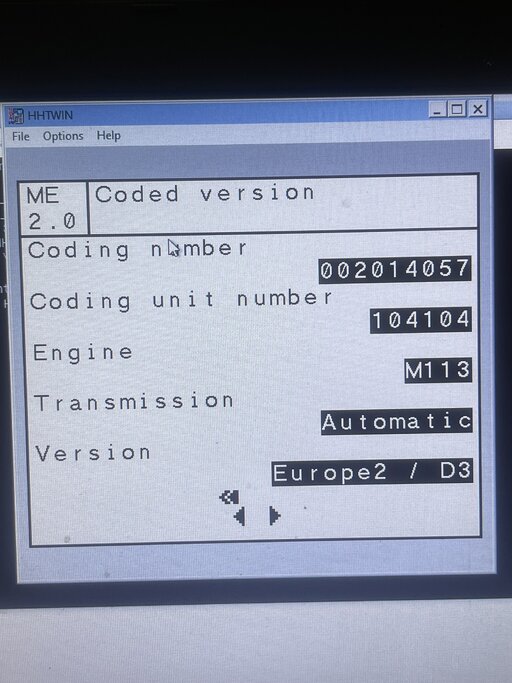 HHTWIN
File Options Help
ME
2.0
Coded version
Coding number
002014057
Coding unit number
104104
Engine
M113
Transmission
Automatic
Version
Europe2 / D3